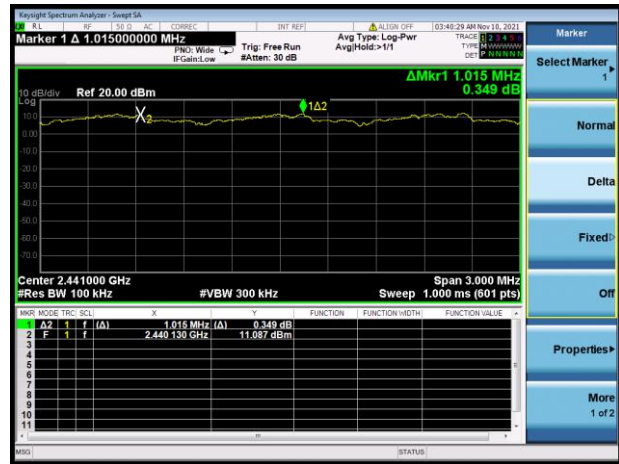 Keysight Spectrum Analyzer - Swept SA
RL RF 50 Ω AC CORREC INT REF ALIGN OFF 03:40:29 AM Nov 10, 2021
Marker 1 Δ 1.015000000 MHz
PNO: Wide Trig: Free Run Avg Type: Log-Pwr TRACE 1 2 3 4 5 6
IFGain:Low #Atten: 30 dB Avg|Hold:>1/1 TYPE M WWWWW
DET P N N N N N
ΔMkr1 1.015 MHz
0.349 dB
10 dB/div Ref 20.00 dBm
Log
10.0
0.00
-20.0
-30.0
-50.0
-60.0
-70.0
X2
1Δ2
Center 2.441000 GHz Span 3.000 MHz
#Res BW 100 kHz #VBW 300 kHz Sweep 1.000 ms (601 pts)
MKR MODE TRC SCL X Y FUNCTION FUNCTION WIDTH FUNCTION VALUE
1 Δ2 1 f (Δ) 1.015 MHz (Δ) 0.349 dB
2 F 1 f 2.440 130 GHz 11.087 dBm
3
4
5
6
7
8
9
10
11
MSG STATUS
Marker
Select Marker
1
Normal
Delta
Fixed
Off
Properties
More
1 of 2